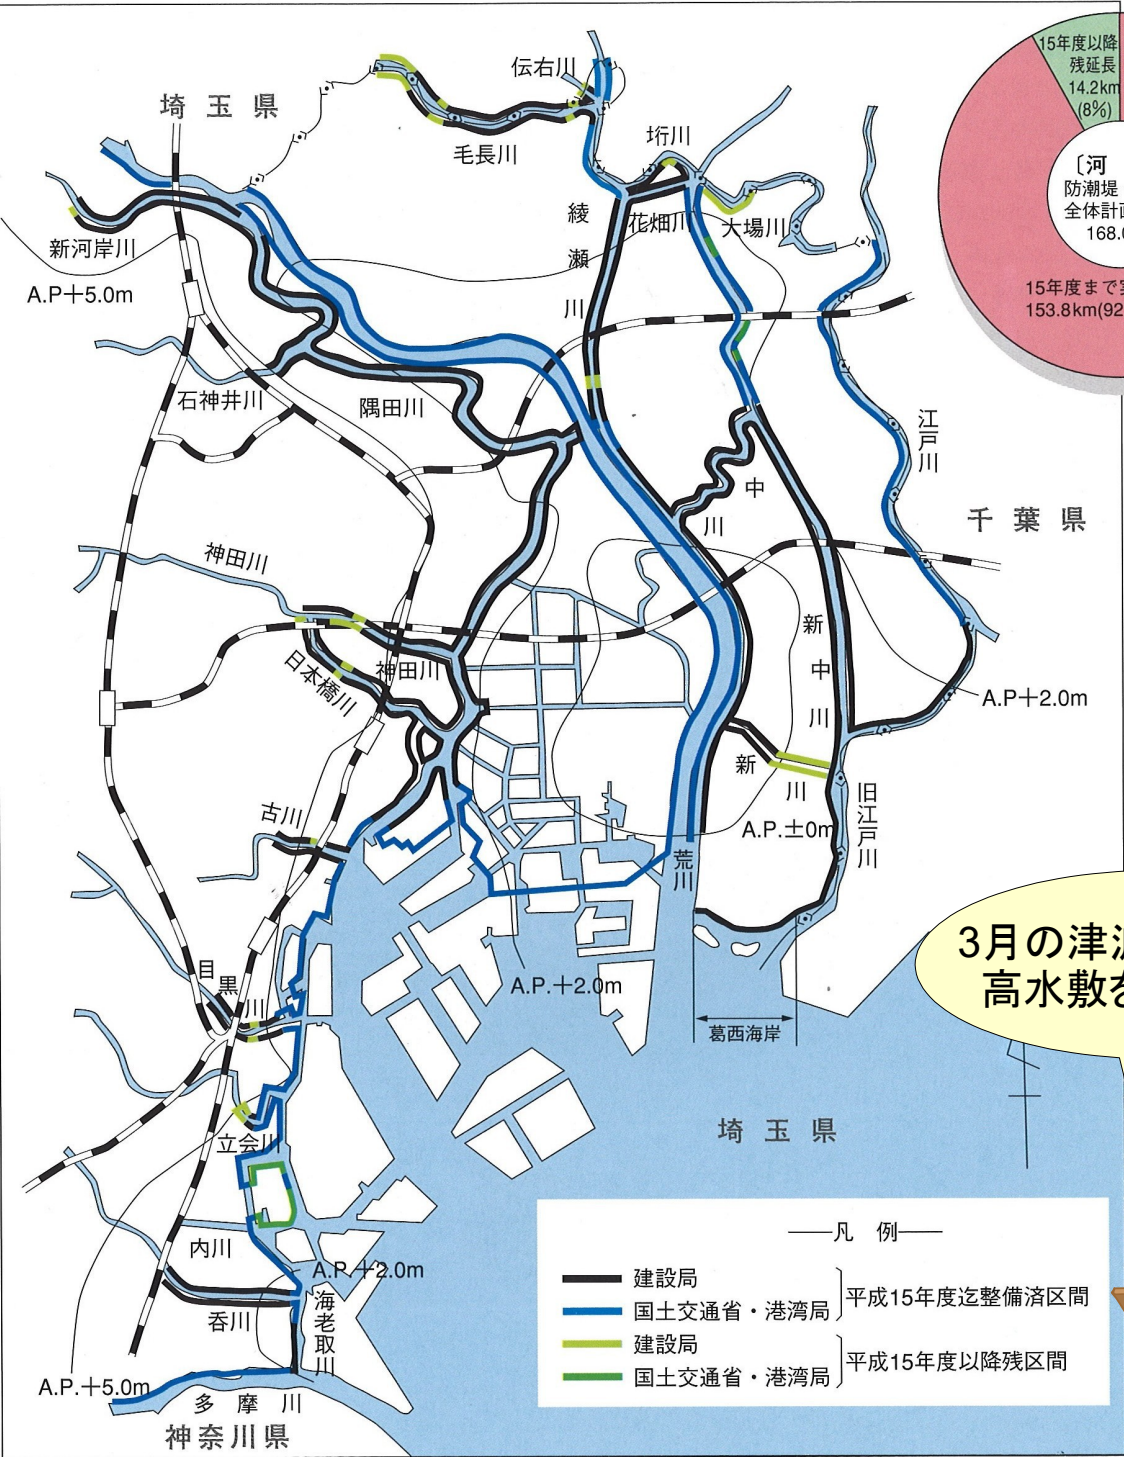 伝右川
埼玉県
毛長川
垳川
綾瀬川
花畑川
大場川
新河岸川
A.P+5.0m
石神井川
隅田川
江戸川
中川
千葉県
神田川
新中川
日本橋川
神田川
A.P+2.0m
新川
旧江戸川
古川
A.P.±0m
荒川
目黒川
A.P.+2.0m
葛西海岸
立会川
埼玉県
内川
A.P.+2.0m
呑川
海老取川
A.P.+5.0m
多摩川
神奈川県
15年度以降
残延長
14.2km
(8%)
〔河
防潮堤
全体計
168.
15年度まで
153.8km(92
3月の津
高水敷
凡 例
建設局
国土交通省・港湾局
平成15年度迄整備済区間
建設局
国土交通省・港湾局
平成15年度以降残区間